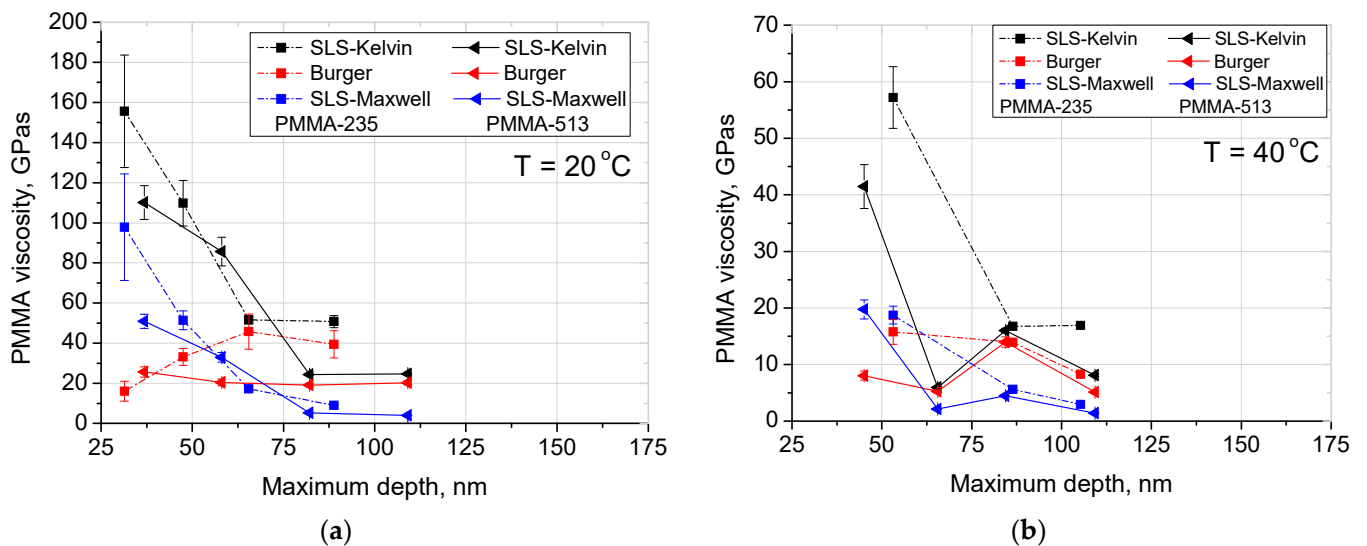 200
180
160
140
120
100
80
60
40
20
0
PMMA viscosity, GPas
SLS-Kelvin SLS-Kelvin
Burger Burger
SLS-Maxwell SLS-Maxwell
PMMA-235 PMMA-513
T = 20 °C
25 50 75 100 125 150 175
Maximum depth, nm
(a)
70
60
50
40
30
20
10
0
PMMA viscosity, GPas
SLS-Kelvin SLS-Kelvin
Burger Burger
SLS-Maxwell SLS-Maxwell
PMMA-235 PMMA-513
T = 40 °C
25 50 75 100 125 150 175
Maximum depth, nm
(b)